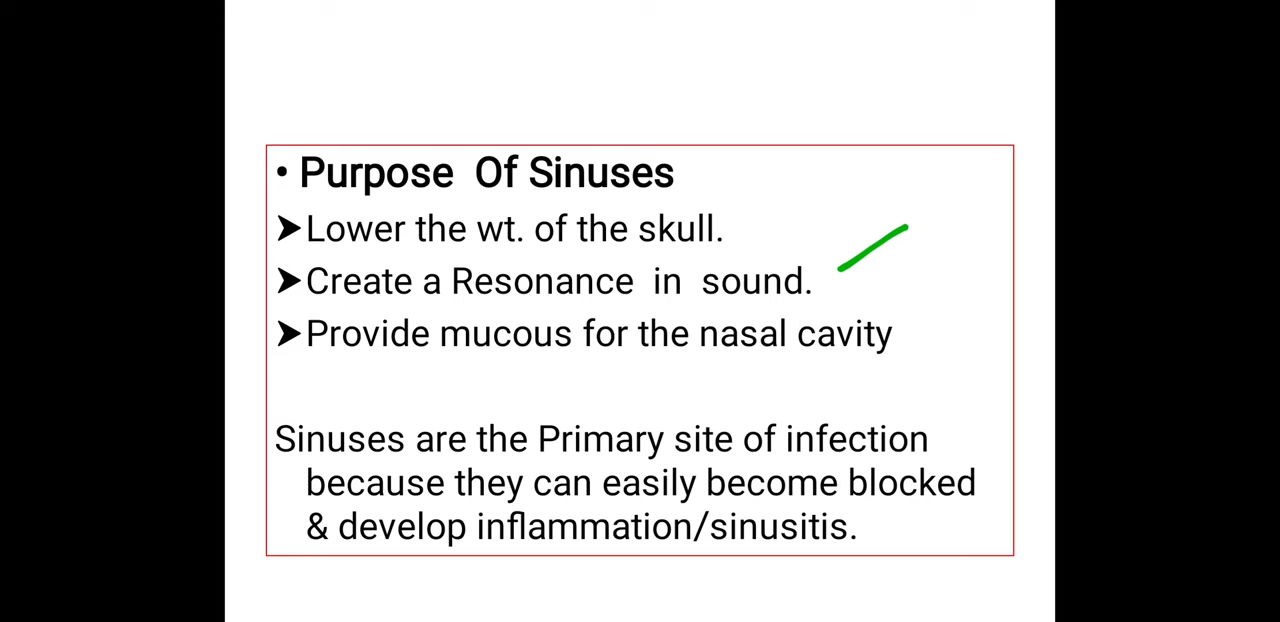 • Purpose Of Sinuses
➤Lower the wt. of the skull.
➤Create a Resonance in sound.
➤Provide mucous for the nasal cavity
Sinuses are the Primary site of infection
because they can easily become blocked
& develop inflammation/sinusitis.